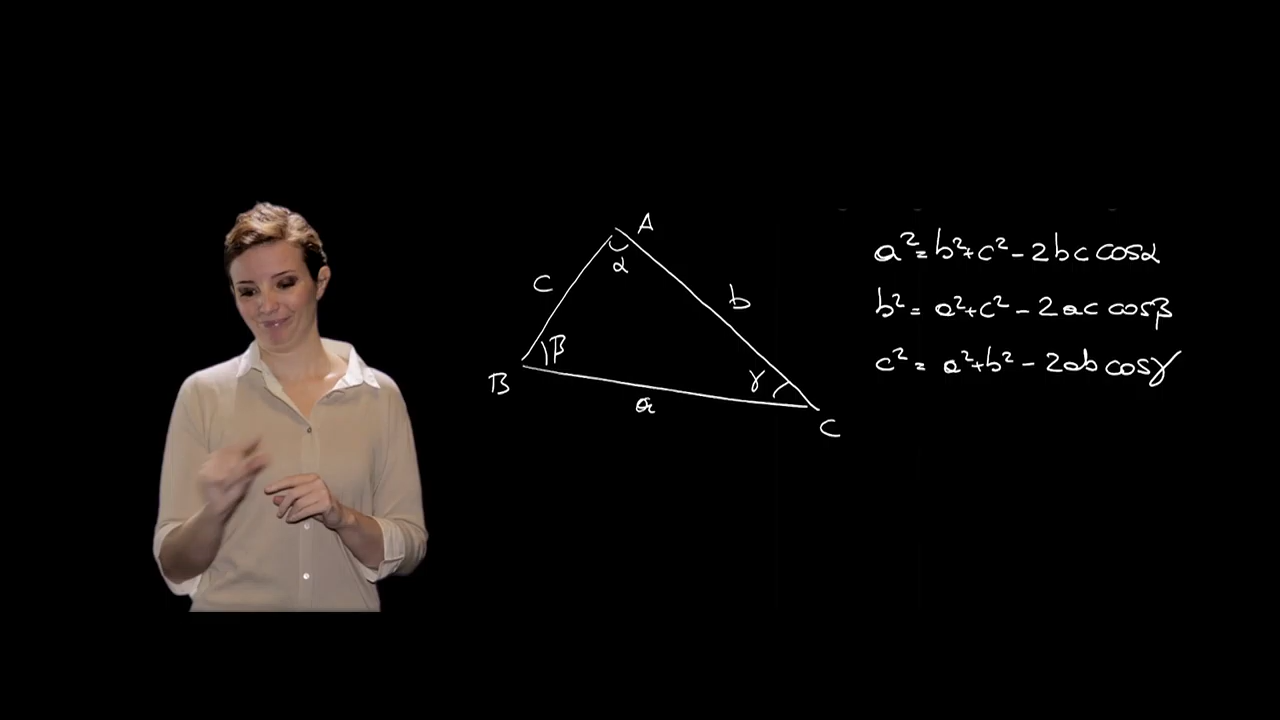 A
α
c
b
β
B
γ
a
C
a²= b²+c² - 2bc cosα
b²= a²+c² - 2ac cosβ
c²= a²+b² - 2ab cosγ